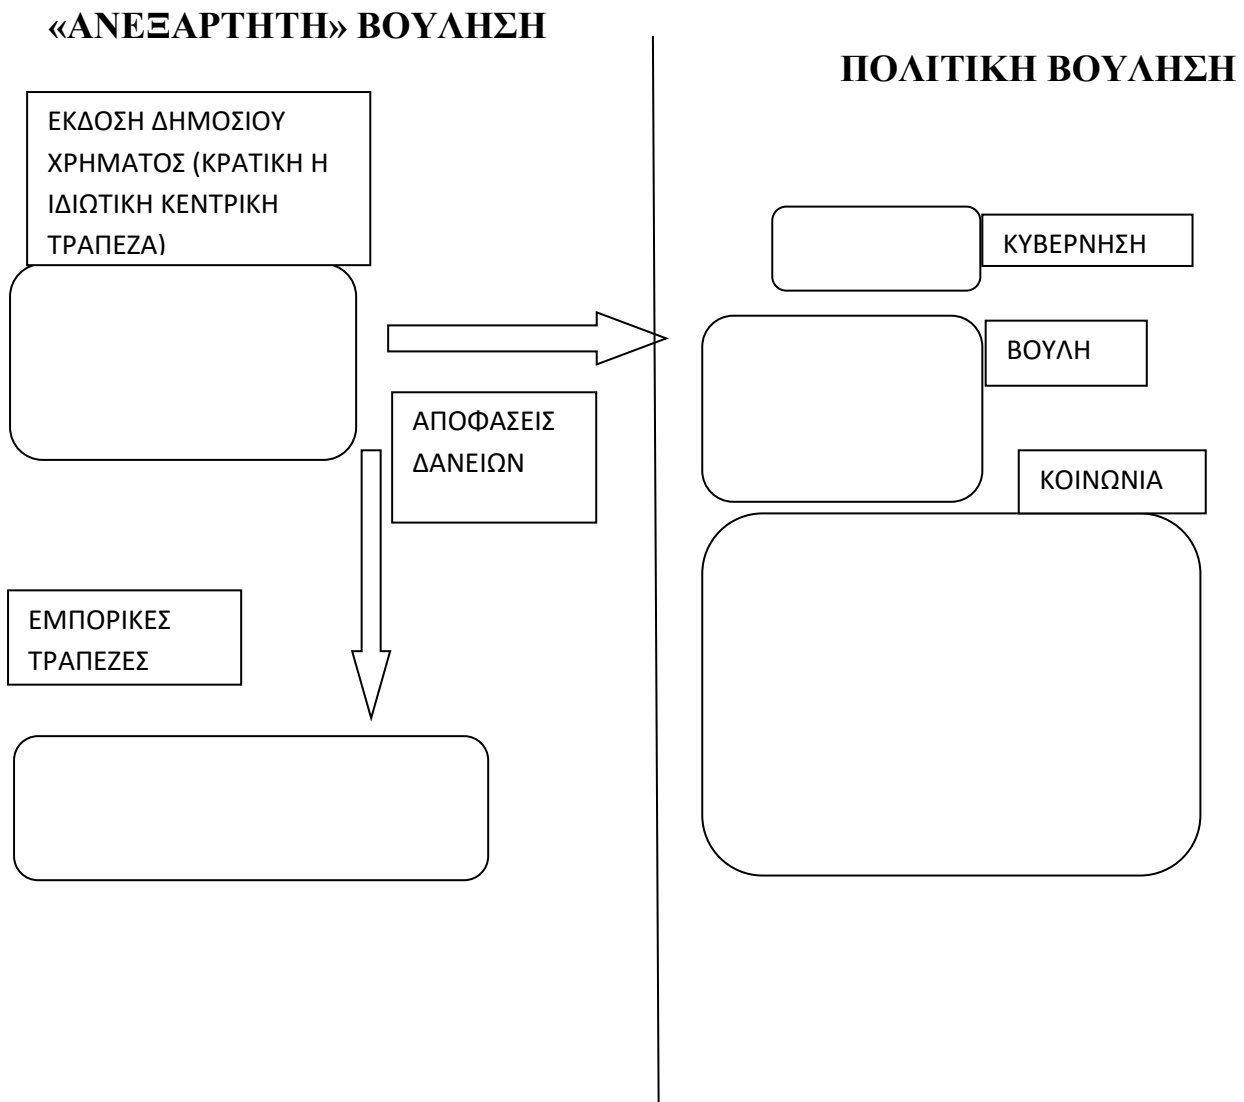 «ΑΝΕΞΑΡΤΗΤΗ» ΒΟΥΛΗΣΗ
ΠΟΛΙΤΙΚΗ ΒΟΥΛΗΣΗ
ΕΚΔΟΣΗ ΔΗΜΟΣΙΟΥ
ΧΡΗΜΑΤΟΣ (ΚΡΑΤΙΚΗ Η
ΙΔΙΩΤΙΚΗ ΚΕΝΤΡΙΚΗ
ΤΡΑΠΕΖΑ)
ΚΥΒΕΡΝΗΣΗ
ΒΟΥΛΗ
ΑΠΟΦΑΣΕΙΣ
ΔΑΝΕΙΩΝ
ΚΟΙΝΩΝΙΑ
ΕΜΠΟΡΙΚΕΣ
ΤΡΑΠΕΖΕΣ